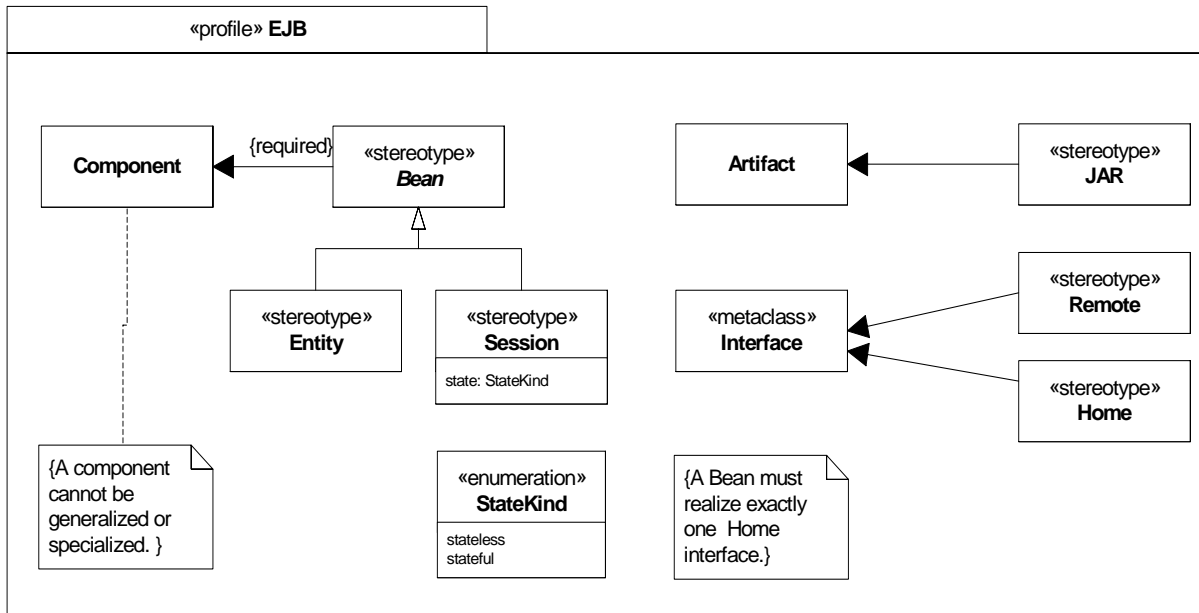 «profile» EJB
Component
{required}
«stereotype»
Bean
Artifact
«stereotype»
JAR
«stereotype»
Entity
«stereotype»
Session
state: StateKind
«metaclass»
Interface
«stereotype»
Remote
«stereotype»
Home
{A component
cannot be
generalized or
specialized. }
«enumeration»
StateKind
stateless
stateful
{A Bean must
realize exactly
one Home
interface.}